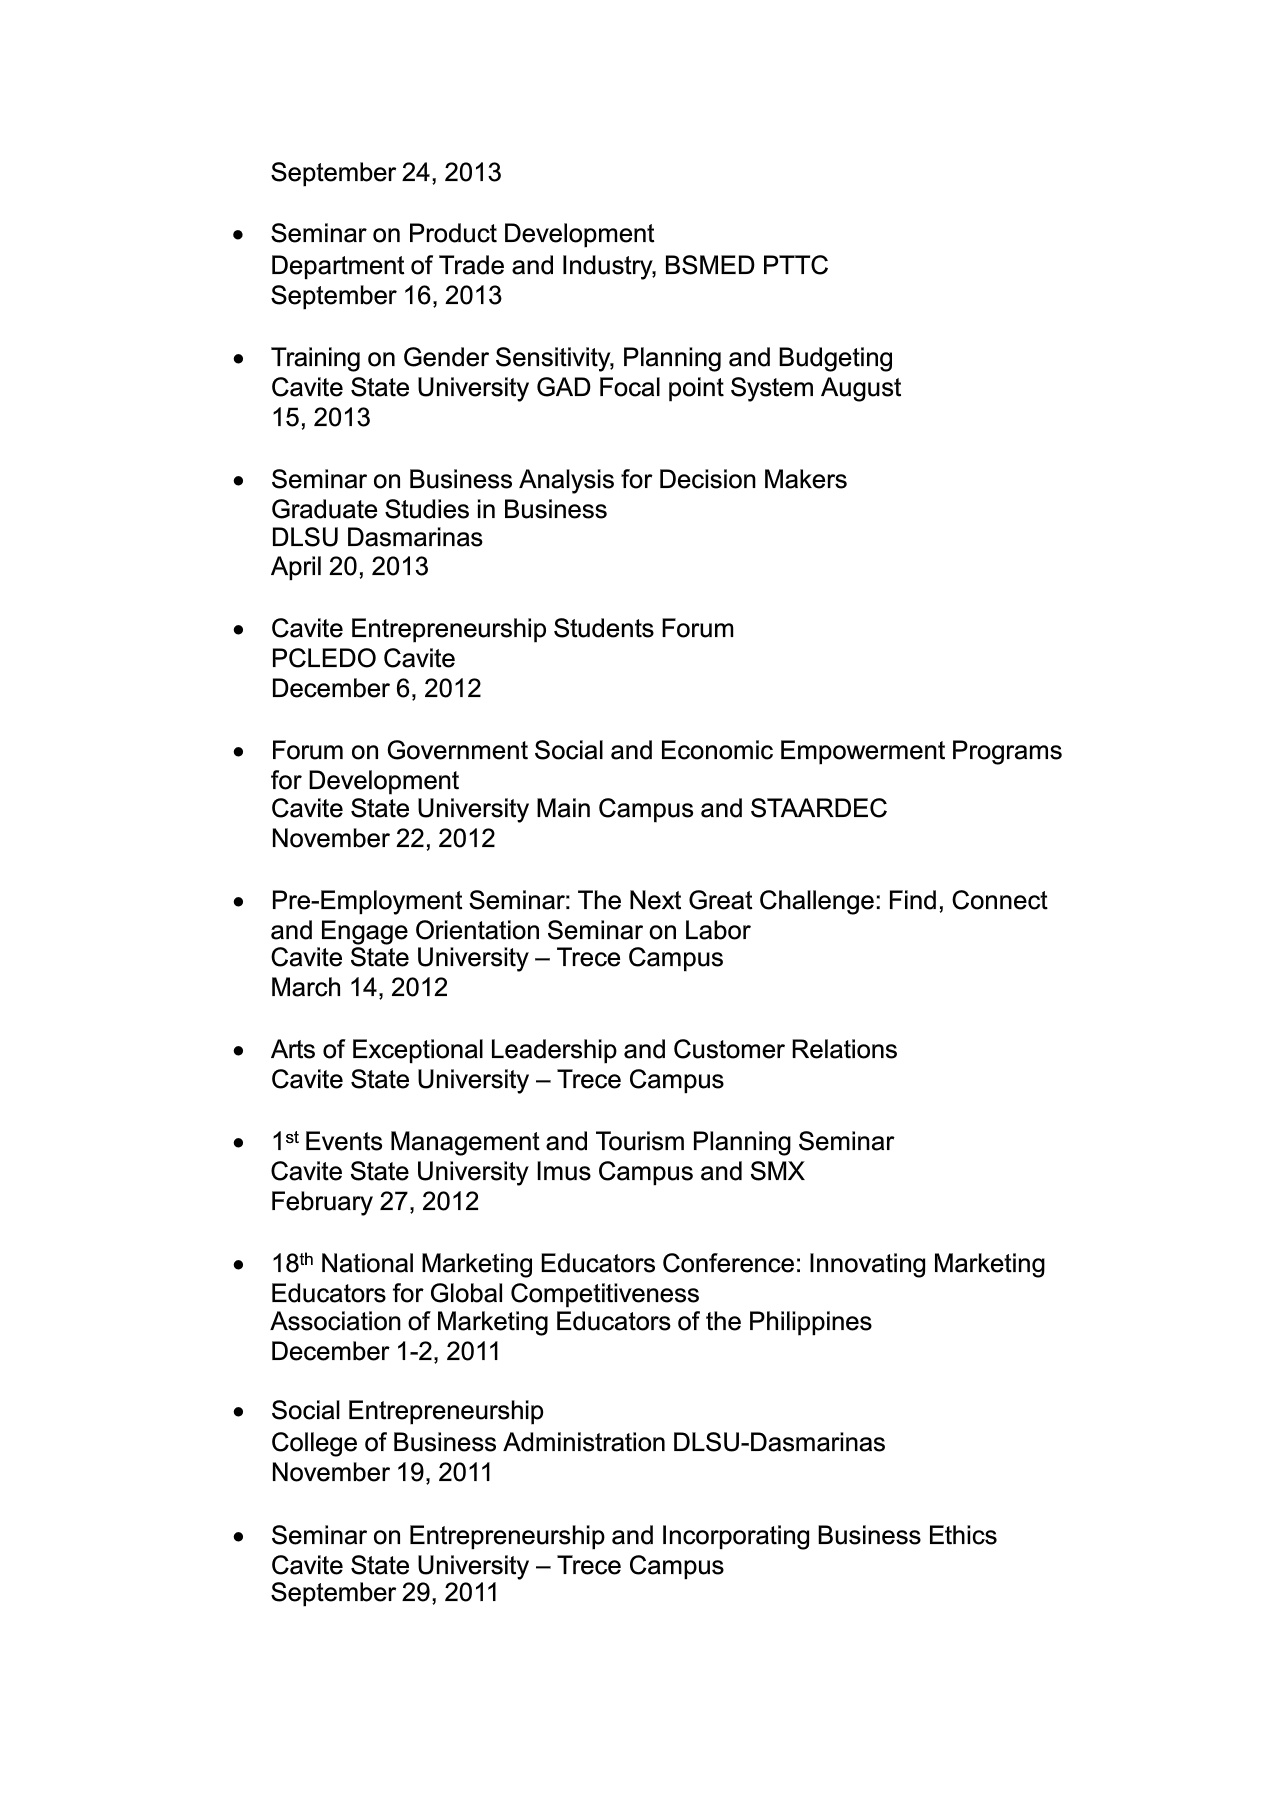 September 24, 2013
• Seminar on Product Development
Department of Trade and Industry, BSMED PTTC
September 16, 2013
• Training on Gender Sensitivity, Planning and Budgeting
Cavite State University GAD Focal point System August
15, 2013
• Seminar on Business Analysis for Decision Makers
Graduate Studies in Business
DLSU Dasmarinas
April 20, 2013
• Cavite Entrepreneurship Students Forum
PCLEDO Cavite
December 6, 2012
• Forum on Government Social and Economic Empowerment Programs
for Development
Cavite State University Main Campus and STAARDEC
November 22, 2012
• Pre-Employment Seminar: The Next Great Challenge: Find, Connect
and Engage Orientation Seminar on Labor
Cavite State University – Trece Campus
March 14, 2012
• Arts of Exceptional Leadership and Customer Relations
Cavite State University – Trece Campus
• 1st Events Management and Tourism Planning Seminar
Cavite State University Imus Campus and SMX
February 27, 2012
• 18th National Marketing Educators Conference: Innovating Marketing
Educators for Global Competitiveness
Association of Marketing Educators of the Philippines
December 1-2, 2011
• Social Entrepreneurship
College of Business Administration DLSU-Dasmarinas
November 19, 2011
• Seminar on Entrepreneurship and Incorporating Business Ethics
Cavite State University – Trece Campus
September 29, 2011